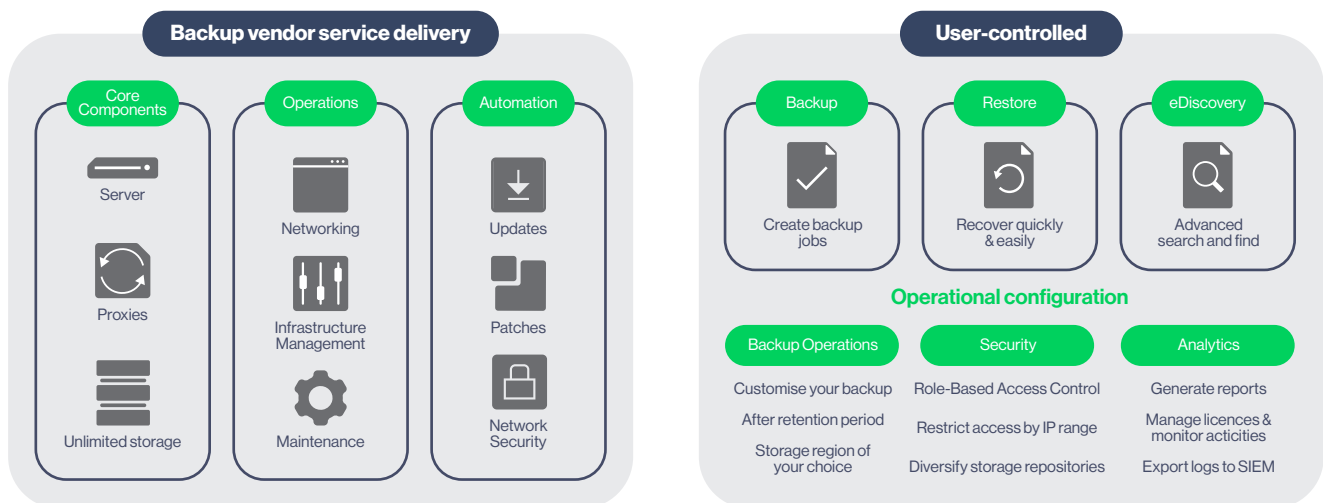 Backup vendor service delivery
Core
Components
Server
Proxies
Unlimited storage
Operations
Networking
Infrastructure
Management
Maintenance
Automation
Updates
Patches
Network
Security
User-controlled
Backup
Create backup
jobs
Restore
Recover quickly
& easily
eDiscovery
Advanced
search and find
Operational configuration
Backup Operations
Customise your backup
After retention period
Storage region of
your choice
Security
Role-Based Access Control
Restrict access by IP range
Diversify storage repositories
Analytics
Generate reports
Manage licences &
monitor acticities
Export logs to SIEM